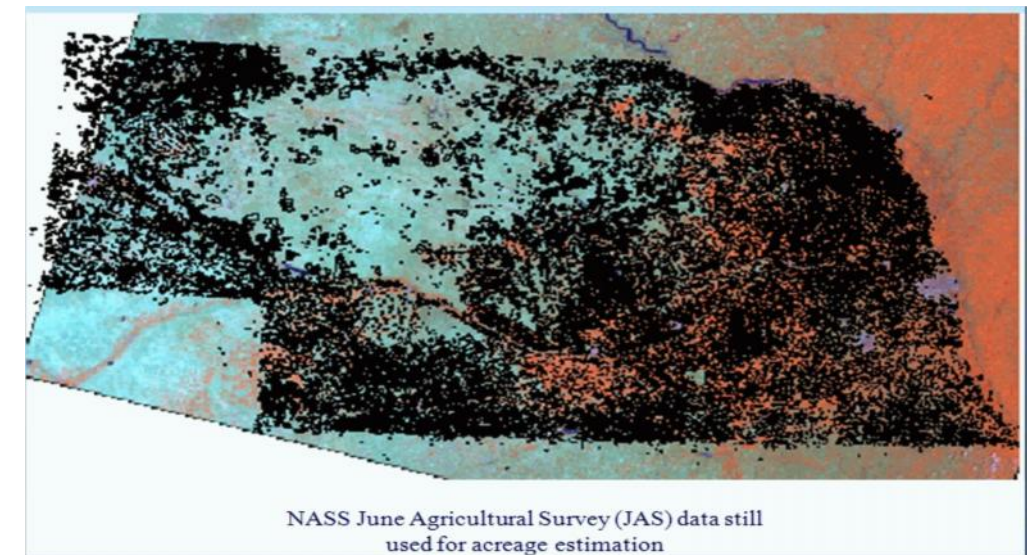 NASS June Agricultural Survey (JAS) data still
used for acreage estimation